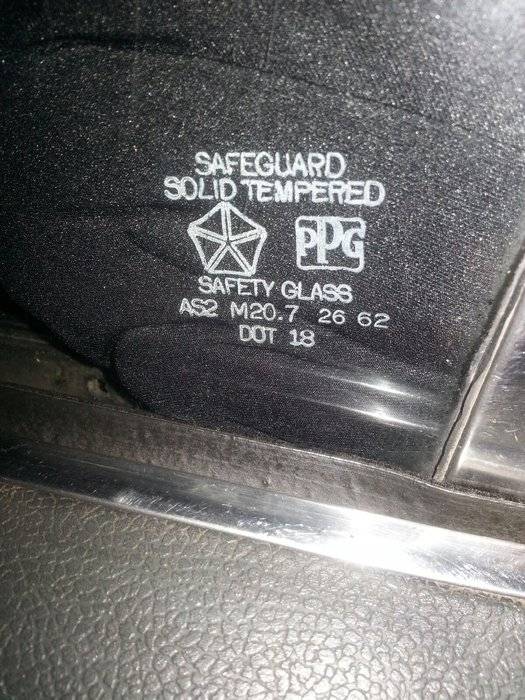 SAFEGUARD
SOLID TEMPERED
PPG
SAFETY GLASS
AS2 M20.7 26 62
DOT 18